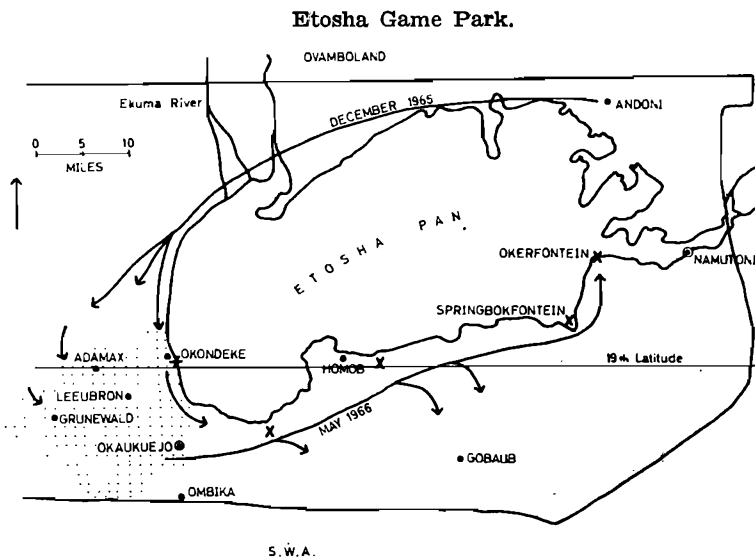 Etosha Game Park.
OVAMBOLAND
Ekuma River
DECEMBER 1965
ANDONI
0 5 10
MILES
ETOSHA PAN.
OKERFONTEIN
NAMUTONI
SPRINGBOKFONTEIN
ADAMAX
OKONDEKE
HOMOB
19th Latitude
LEEUBRON
GRUNEWALD
MAY 1966
OKAUKUEJO
GOBAUB
OMBIKA
S.W.A.